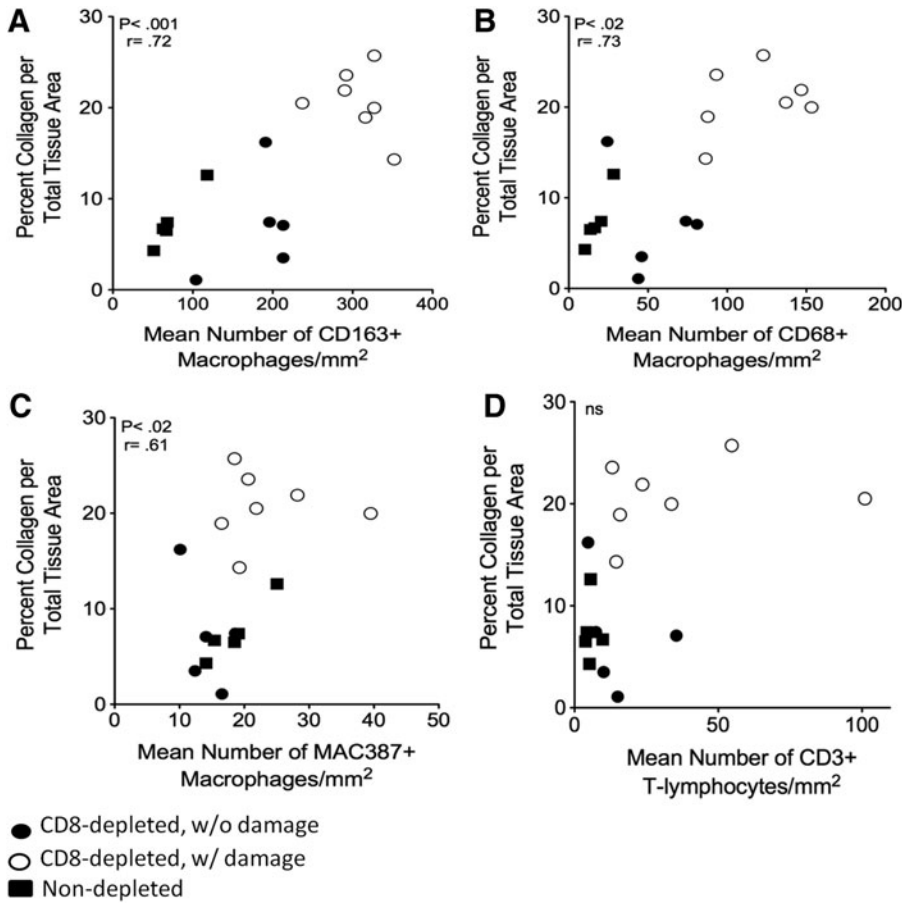 A
P< .001
r= .72
Percent Collagen per
Total Tissue Area
30
20
10
0
0 100 200 300 400
Mean Number of CD163+
Macrophages/mm²
B
P< .02
r= .73
Percent Collagen per
Total Tissue Area
30
20
10
0
0 50 100 150 200
Mean Number of CD68+
Macrophages/mm²
C
P< .02
r= .61
Percent Collagen per
Total Tissue Area
30
20
10
0
0 10 20 30 40 50
Mean Number of MAC387+
Macrophages/mm²
D
ns
Percent Collagen per
Total Tissue Area
30
20
10
0
0 50 100
Mean Number of CD3+
T-lymphocytes/mm²
CD8-depleted, w/o damage
CD8-depleted, w/ damage
Non-depleted